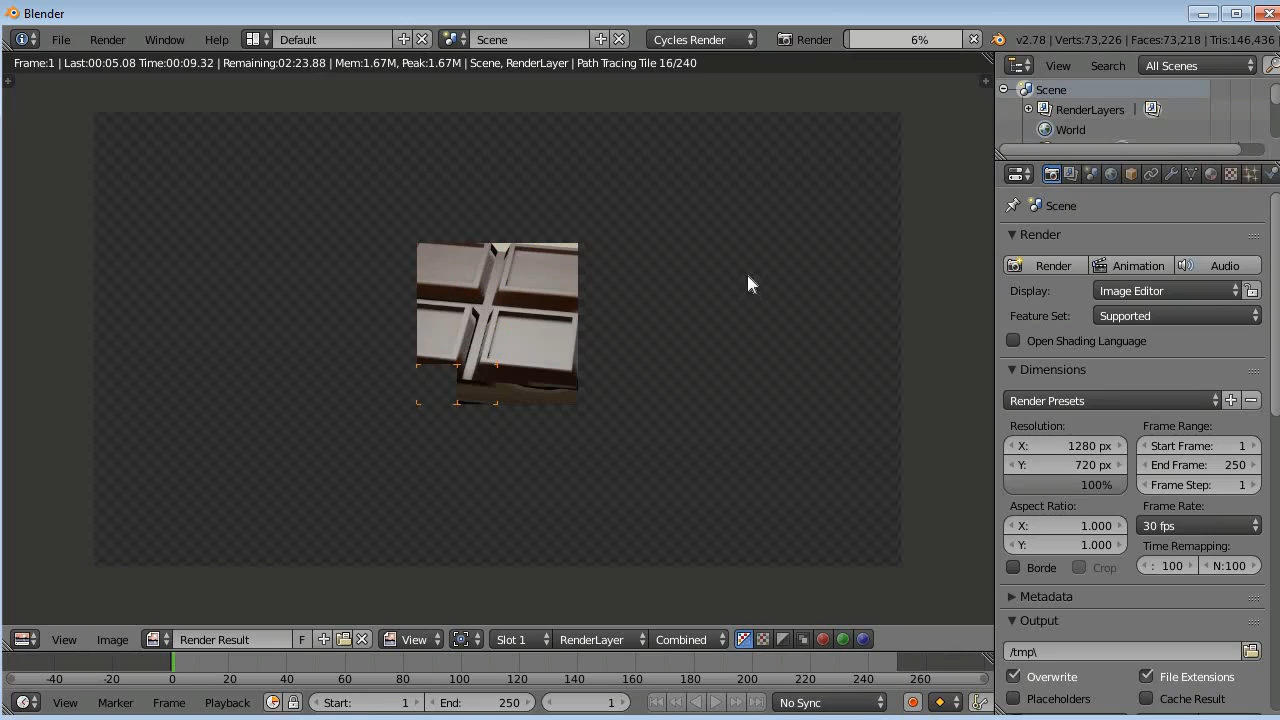 Blender
File Render Window Help Default Scene Cycles Render Render 6% v2.78 | Verts:73,226 | Faces:73,218 | Tris:146,436
Frame:1 | Last:00:05.08 Time:00:09.32 | Remaining:02:23.88 | Mem:1.67M, Peak:1.67M | Scene, RenderLayer | Path Tracing Tile 16/240
View Search All Scenes
Scene
RenderLayers |
World
Scene
Render
Render Animation Audio
Display: Image Editor
Feature Set: Supported
Open Shading Language
Dimensions
Render Presets
Resolution: Frame Range:
X: 1280 px Start Frame: 1
Y: 720 px End Frame: 250
100% Frame Step: 1
Aspect Ratio: Frame Rate:
X: 1.000 30 fps
Y: 1.000 Time Remapping:
Borde Crop : 100 N:100
Metadata
Output
/tmp\
Overwrite File Extensions
Placeholders Cache Result
View Image Render Result F View Slot 1 RenderLayer Combined
-40 -20 0 20 40 60 80 100 120 140 160 180 200 220 240 260
View Marker Frame Playback Start: 1 End: 250 1 No Sync